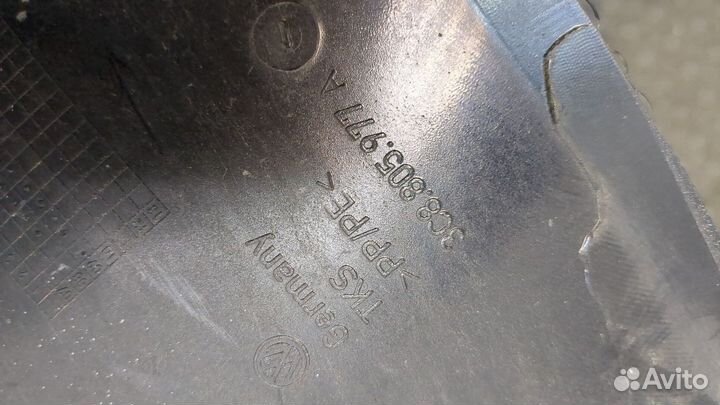 3C8.805.977 A
>PP/PE<
TKS
Germany
Avito